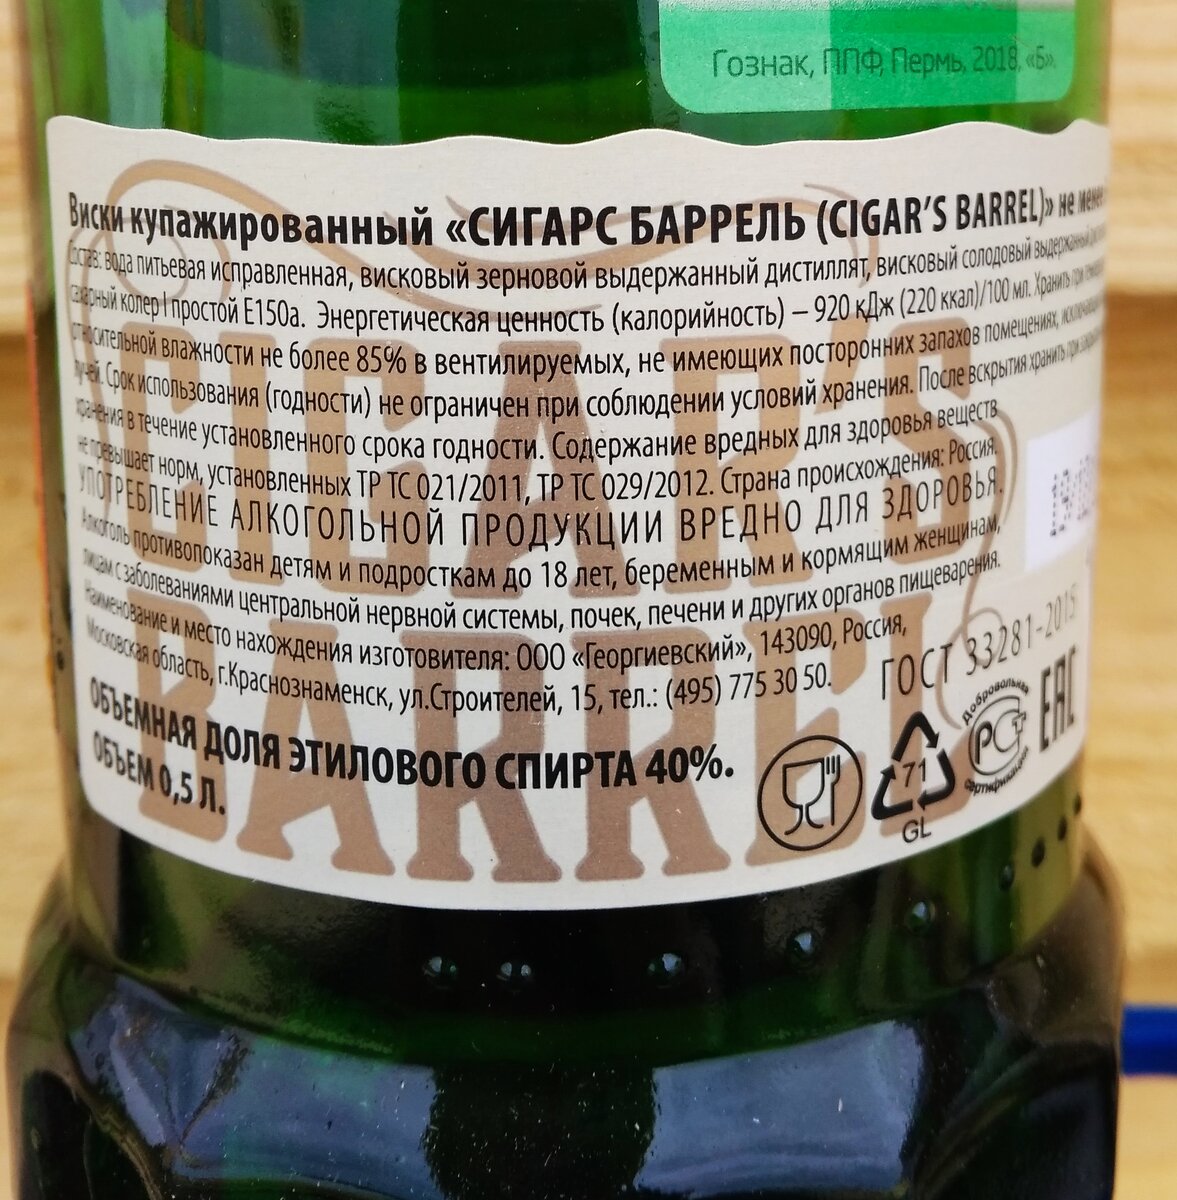 Гознак, ППФ, Пермь, 2018, «Б».
Виски купажированный «СИГАРС БАРРЕЛЬ (CIGAR'S BARREL)» не менее
Состав: вода питьевая исправленная, висковый зерновой выдержанный дистиллят, висковый солодовый выдержанный
сахарный колер I простой Е150а. Энергетическая ценность (калорийность) – 920 кДж (220 ккал)/100 мл. Хранить при
относительной влажности не более 85% в вентилируемых, не имеющих посторонних запахов помещениях,
лучей. Срок использования (годности) не ограничен при соблюдении условий хранения. После вскрытия хранить при
хранения в течение установленного срока годности. Содержание вредных для здоровья веществ
не превышает норм, установленных ТР ТС 021/2011, ТР ТС 029/2012. Страна происхождения: Россия.
УПОТРЕБЛЕНИЕ АЛКОГОЛЬНОЙ ПРОДУКЦИИ ВРЕДНО ДЛЯ ЗДОРОВЬЯ.
Алкоголь противопоказан детям и подросткам до 18 лет, беременным и кормящим женщинам,
лицам с заболеваниями центральной нервной системы, почек, печени и других органов пищеварения.
Наименование и место нахождения изготовителя: ООО «Георгиевский», 143090, Россия,
Московская область, г.Краснознаменск, ул.Строителей, 15, тел.: (495) 775 30 50.
ГОСТ 33281-2015
ОБЪЕМНАЯ ДОЛЯ ЭТИЛОВОГО СПИРТА 40%.
ОБЪЕМ 0,5 Л.
71
GL
Добровольная
РСТ
сертификация
ЕАС
CIGAR'S
BARREL